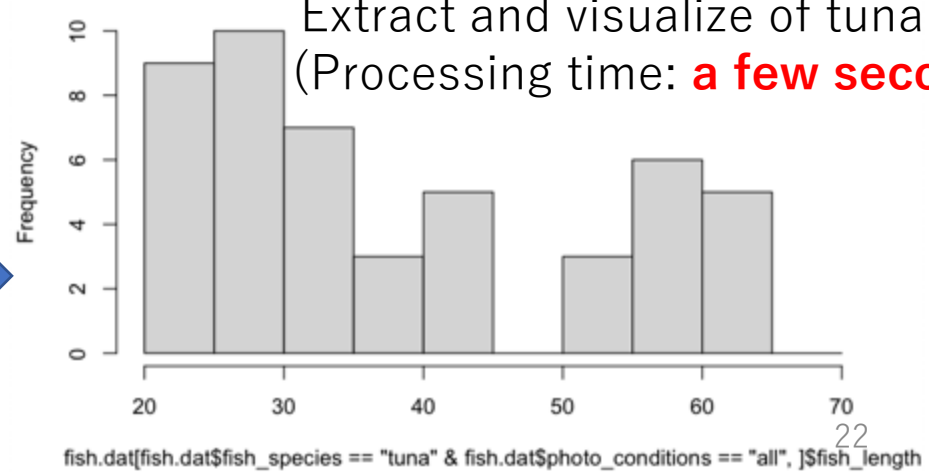 Extract and visualize of tuna
(Processing time: a few seco
Frequency
10
8
6
4
2
0
20 30 40 50 60 70
22
fish.dat[fish.dat$fish_species == "tuna" & fish.dat$photo_conditions == "all", ]$fish_length